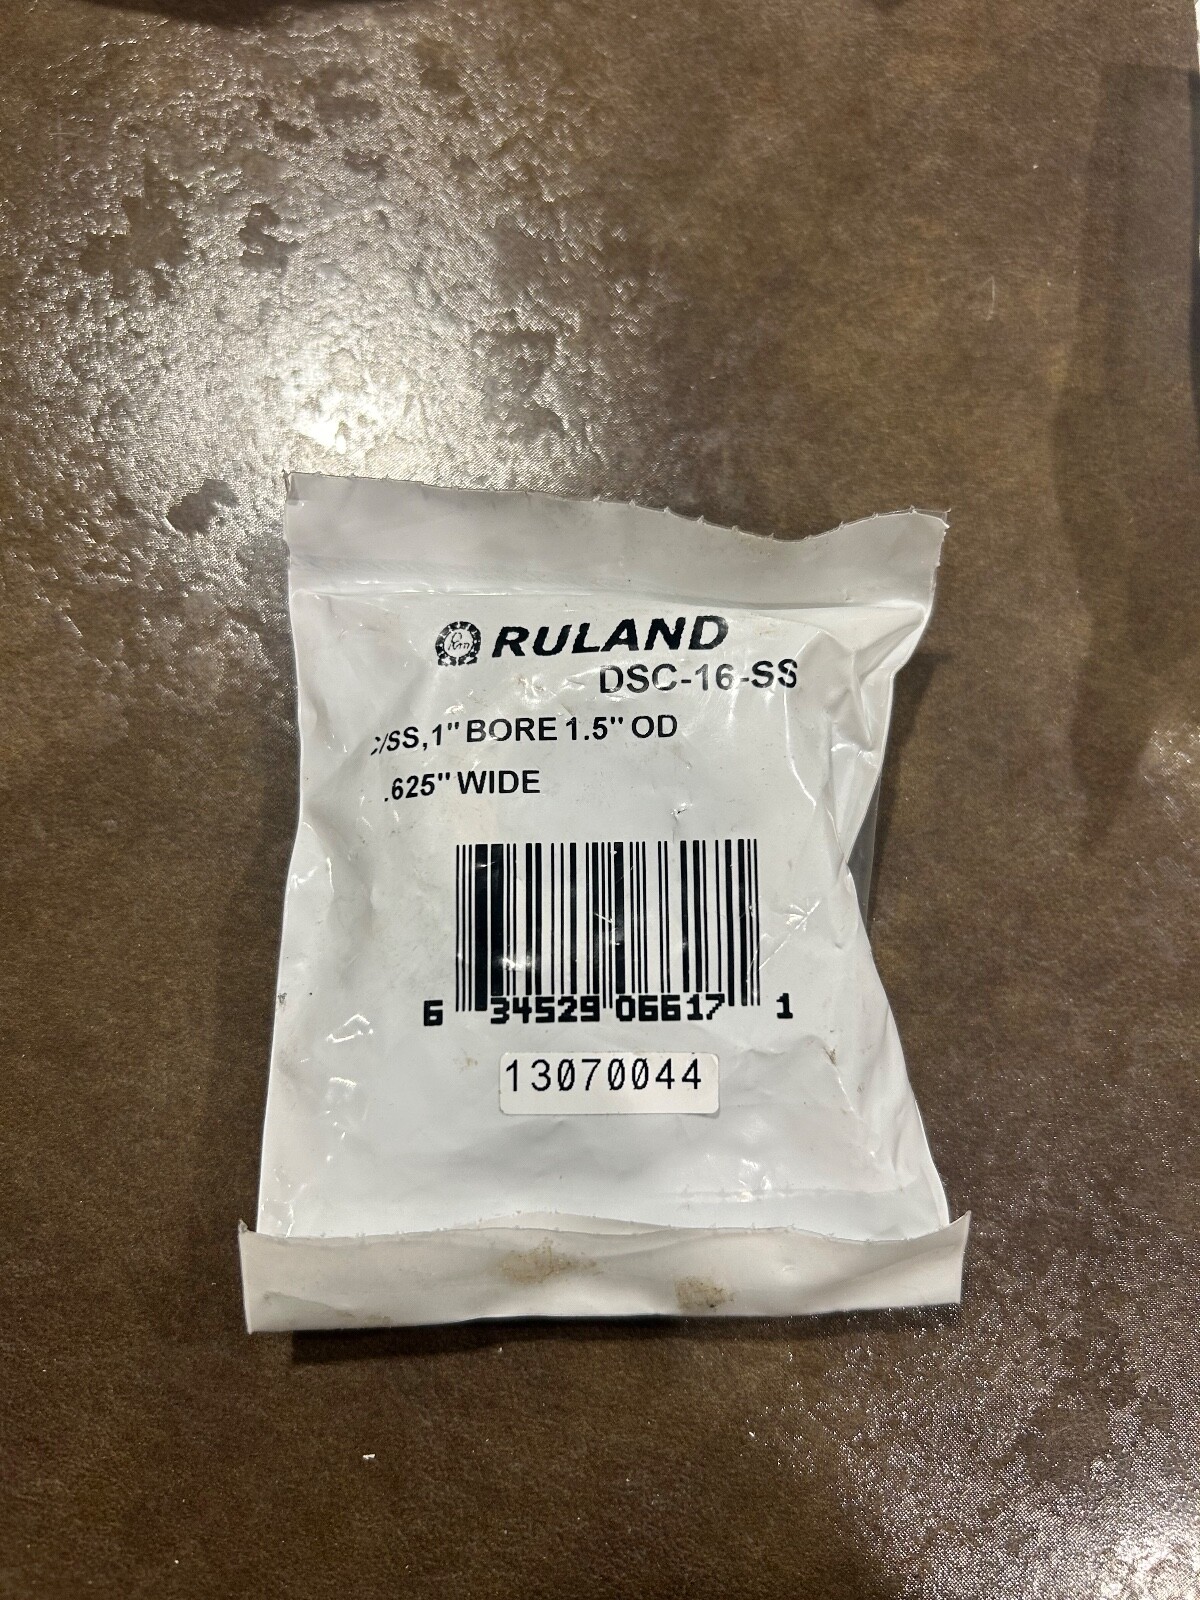 RULAND
DSC-16-SS
C/SS,1" BORE 1.5" OD
.625" WIDE
6 34529 06617 1
13070044